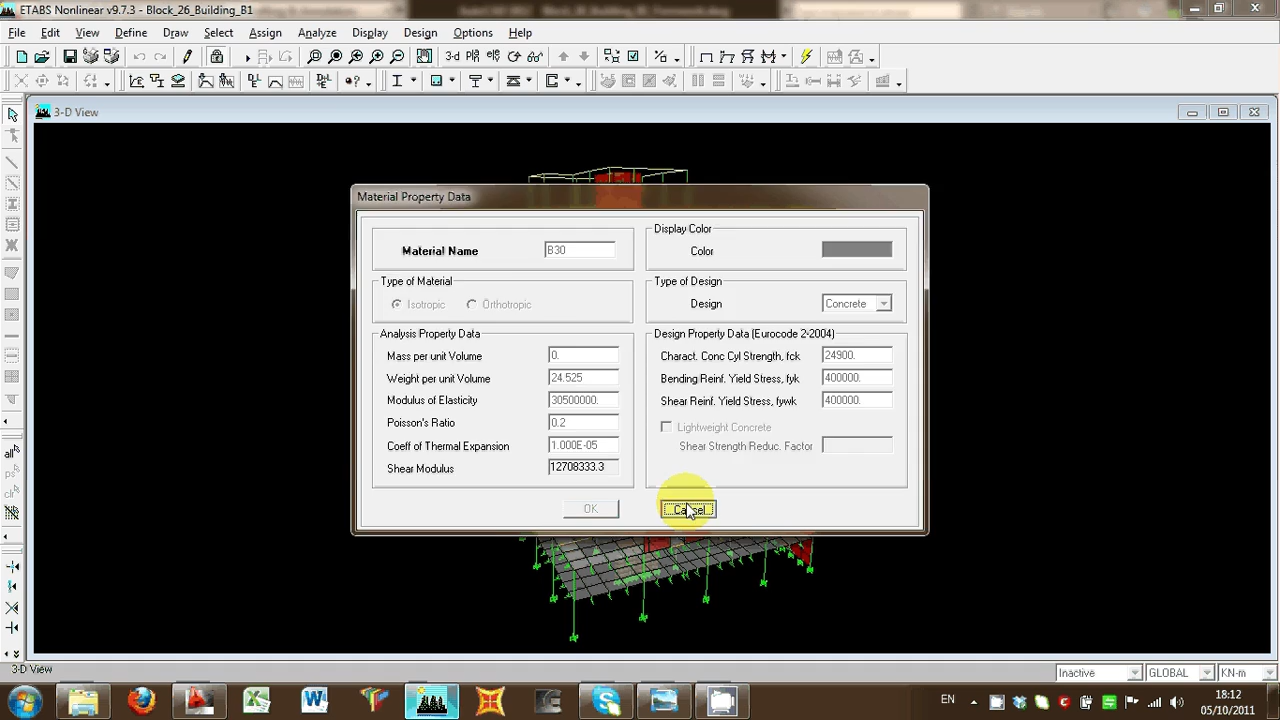 ETABS Nonlinear v9.7.3 - Block_26_Building_B1
File Edit View Define Draw Select Assign Analyze Display Design Options Help
3-d
3-D View
Material Property Data
Material Name B30
Display Color
Color
Type of Material
Isotropic Orthotropic
Type of Design
Design Concrete
Analysis Property Data
Mass per unit Volume 0.
Weight per unit Volume 24.525
Modulus of Elasticity 30500000.
Poisson's Ratio 0.2
Coeff of Thermal Expansion 1.000E-05
Shear Modulus 12708333.3
Design Property Data (Eurocode 2-2004)
Charact. Conc Cyl Strength, fck 24900.
Bending Reinf. Yield Stress, fyk 400000.
Shear Reinf. Yield Stress, fywk 400000.
Lightweight Concrete
Shear Strength Reduc. Factor
OK Cancel
all
ps
clr
3-D View
Inactive GLOBAL KN-m
EN
18:12
05/10/2011